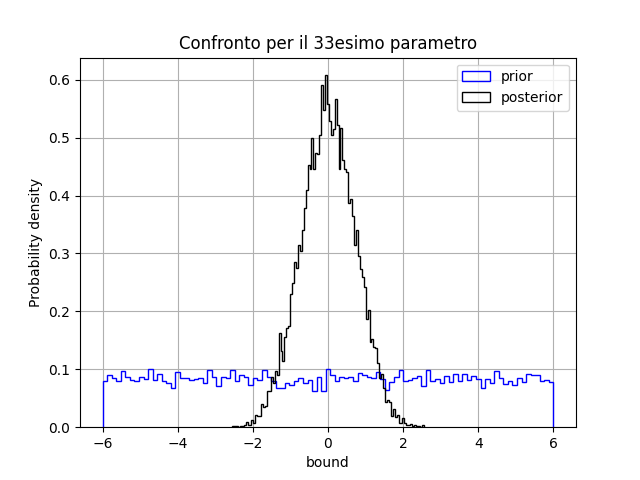 Confronto per il 33esimo parametro
prior
posterior
0.6
0.5
0.4
0.3
0.2
0.1
0.0
Probability density
−6
−4
−2
0
2
4
6
bound